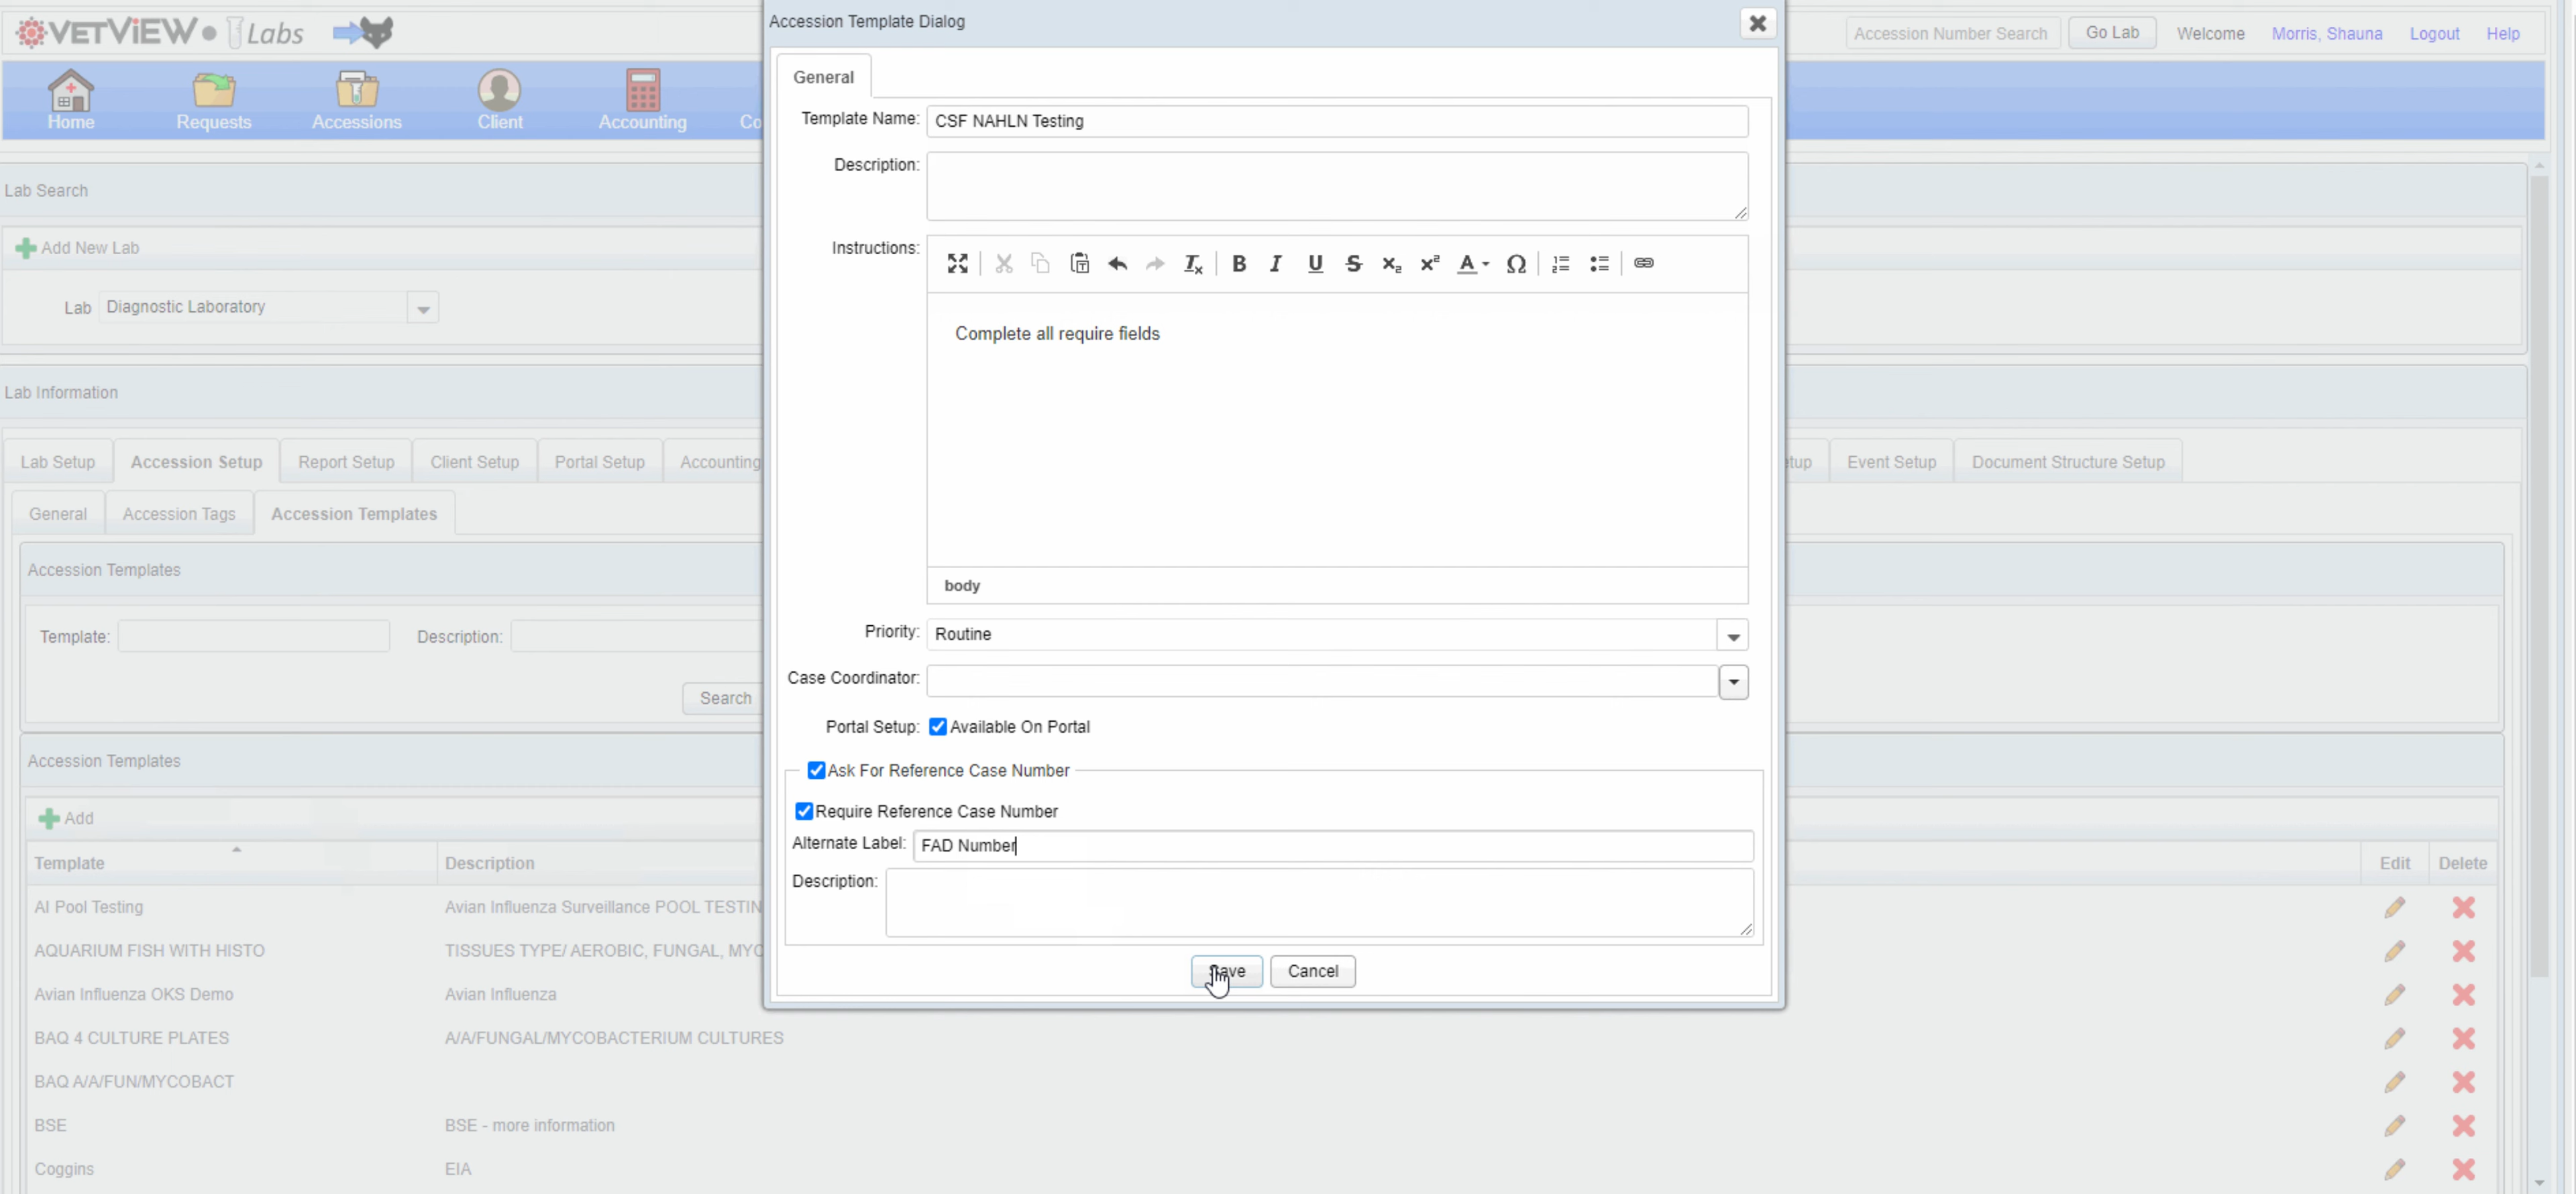 VETVIEW Labs
Accession Number Search Go Lab Welcome Morris, Shauna Logout Help
Home Requests Accessions Client Accounting Co
Lab Search
Add New Lab
Lab Diagnostic Laboratory
Lab Information
Lab Setup Accession Setup Report Setup Client Setup Portal Setup Accounting tup Event Setup Document Structure Setup
General Accession Tags Accession Templates
Accession Templates
Template: Description:
Search
Accession Templates
Add
Template Description Edit Delete
AI Pool Testing Avian Influenza Surveillance POOL TESTIN
AQUARIUM FISH WITH HISTO TISSUES TYPE/ AEROBIC, FUNGAL, MYC
Avian Influenza OKS Demo Avian Influenza
BAQ 4 CULTURE PLATES A/A/FUNGAL/MYCOBACTERIUM CULTURES
BAQ A/A/FUN/MYCOBACT
BSE BSE - more information
Coggins EIA
Accession Template Dialog
General
Template Name: CSF NAHLN Testing
Description:
Instructions:
Complete all require fields
body
Priority: Routine
Case Coordinator:
Portal Setup: Available On Portal
Ask For Reference Case Number
Require Reference Case Number
Alternate Label: FAD Number
Description:
Save Cancel